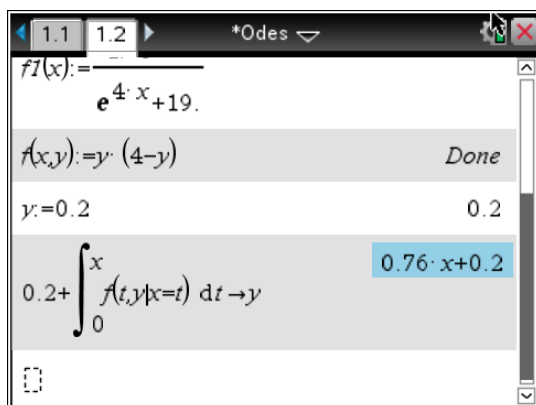 1.1 1.2 *Odes
f1(x):=
e^4·x+19.
f(x,y):=y·(4−y) Done
y:=0.2 0.2
0.2+∫₀ˣ f(t,y|x=t) dt→y 0.76·x+0.2